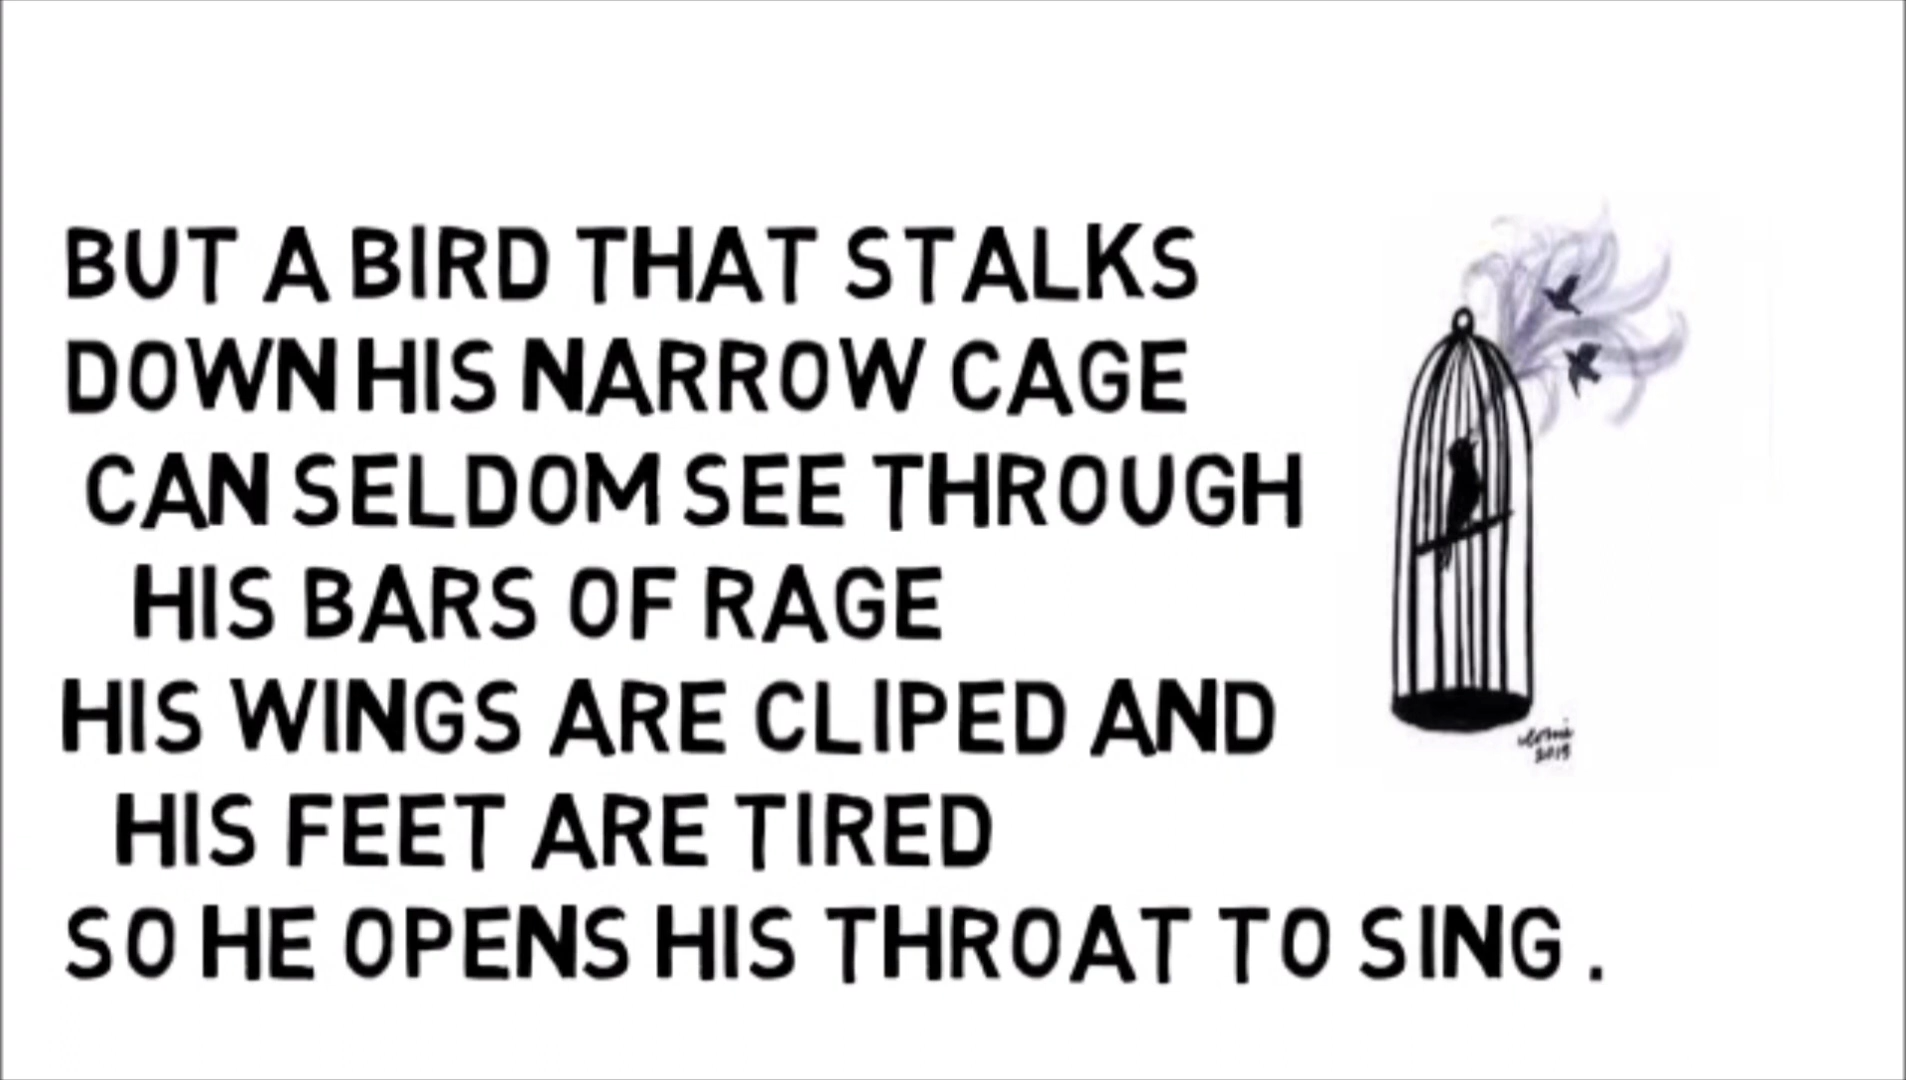 BUT A BIRD THAT STALKS
DOWN HIS NARROW CAGE
CAN SELDOM SEE THROUGH
HIS BARS OF RAGE
HIS WINGS ARE CLIPED AND
HIS FEET ARE TIRED
SO HE OPENS HIS THROAT TO SING .
2015